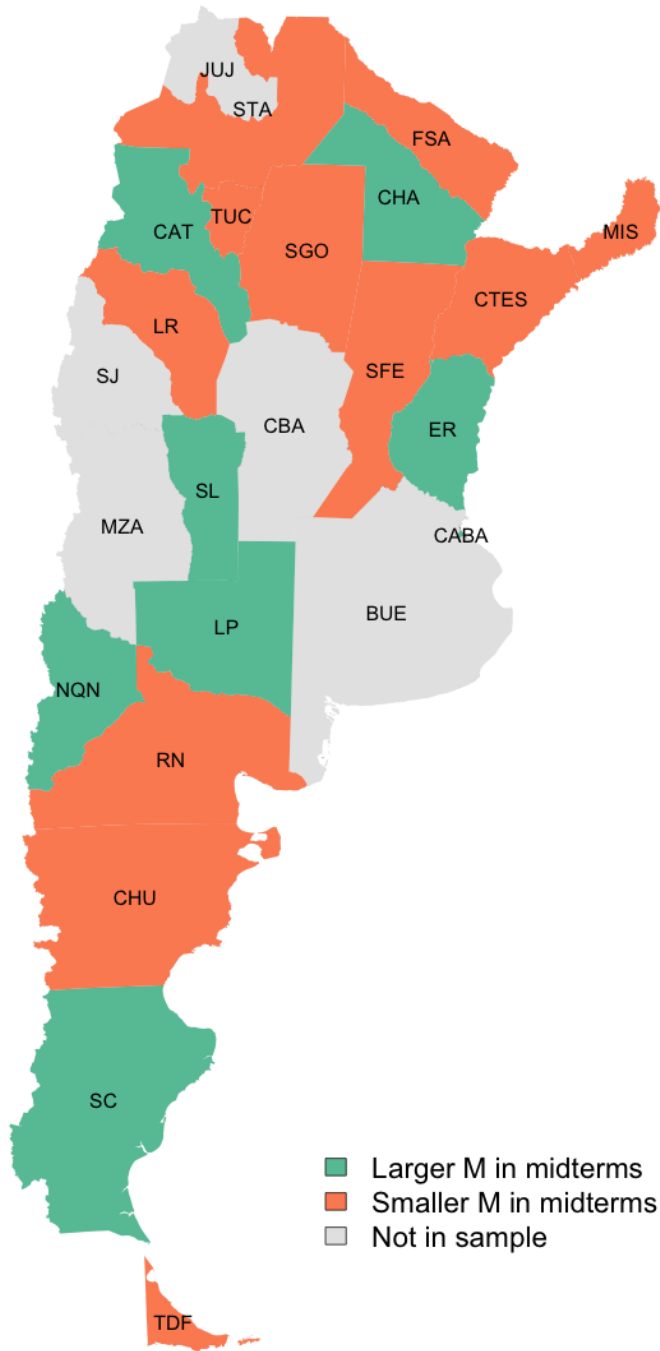 JUJ
STA
FSA
CHA
TUC
CAT
MIS
SGO
CTES
LR
SFE
SJ
CBA
ER
SL
MZA
CABA
BUE
LP
NQN
RN
CHU
SC
Larger M in midterms
Smaller M in midterms
Not in sample
TDF